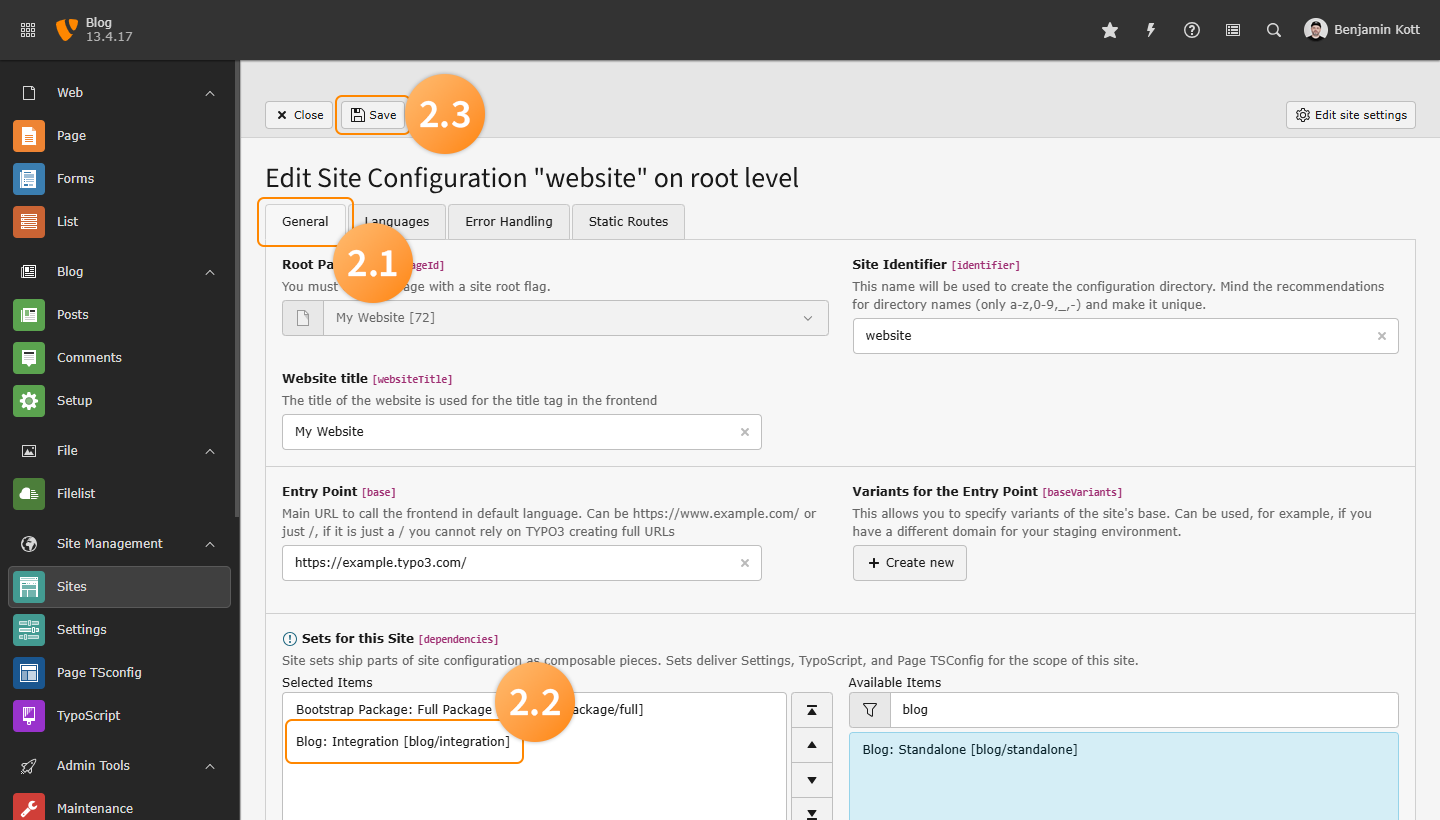 Blog
13.4.17
Benjamin Kott
Web
Page
Forms
List
Blog
Posts
Comments
Setup
File
Filelist
Site Management
Sites
Settings
Page TSconfig
TypoScript
Admin Tools
Maintenance
Close
Save
2.3
Edit site settings
Edit Site Configuration "website" on root level
General
Languages
Error Handling
Static Routes
2.1
Root Pa ageId]
You must age with a site root flag.
My Website [72]
Site Identifier [identifier]
This name will be used to create the configuration directory. Mind the recommendations
for directory names (only a-z,0-9,_,-) and make it unique.
website
Website title [websiteTitle]
The title of the website is used for the title tag in the frontend
My Website
Entry Point [base]
Main URL to call the frontend in default language. Can be https://www.example.com/ or
just /, if it is just a / you cannot rely on TYPO3 creating full URLs
https://example.typo3.com/
Variants for the Entry Point [baseVariants]
This allows you to specify variants of the site's base. Can be used, for example, if you
have a different domain for your staging environment.
Create new
Sets for this Site [dependencies]
Site sets ship parts of site configuration as composable pieces. Sets deliver Settings, TypoScript, and Page TSConfig for the scope of this site.
Selected Items
Bootstrap Package: Full Package ackage/full]
2.2
Blog: Integration [blog/integration]
Available Items
blog
Blog: Standalone [blog/standalone]